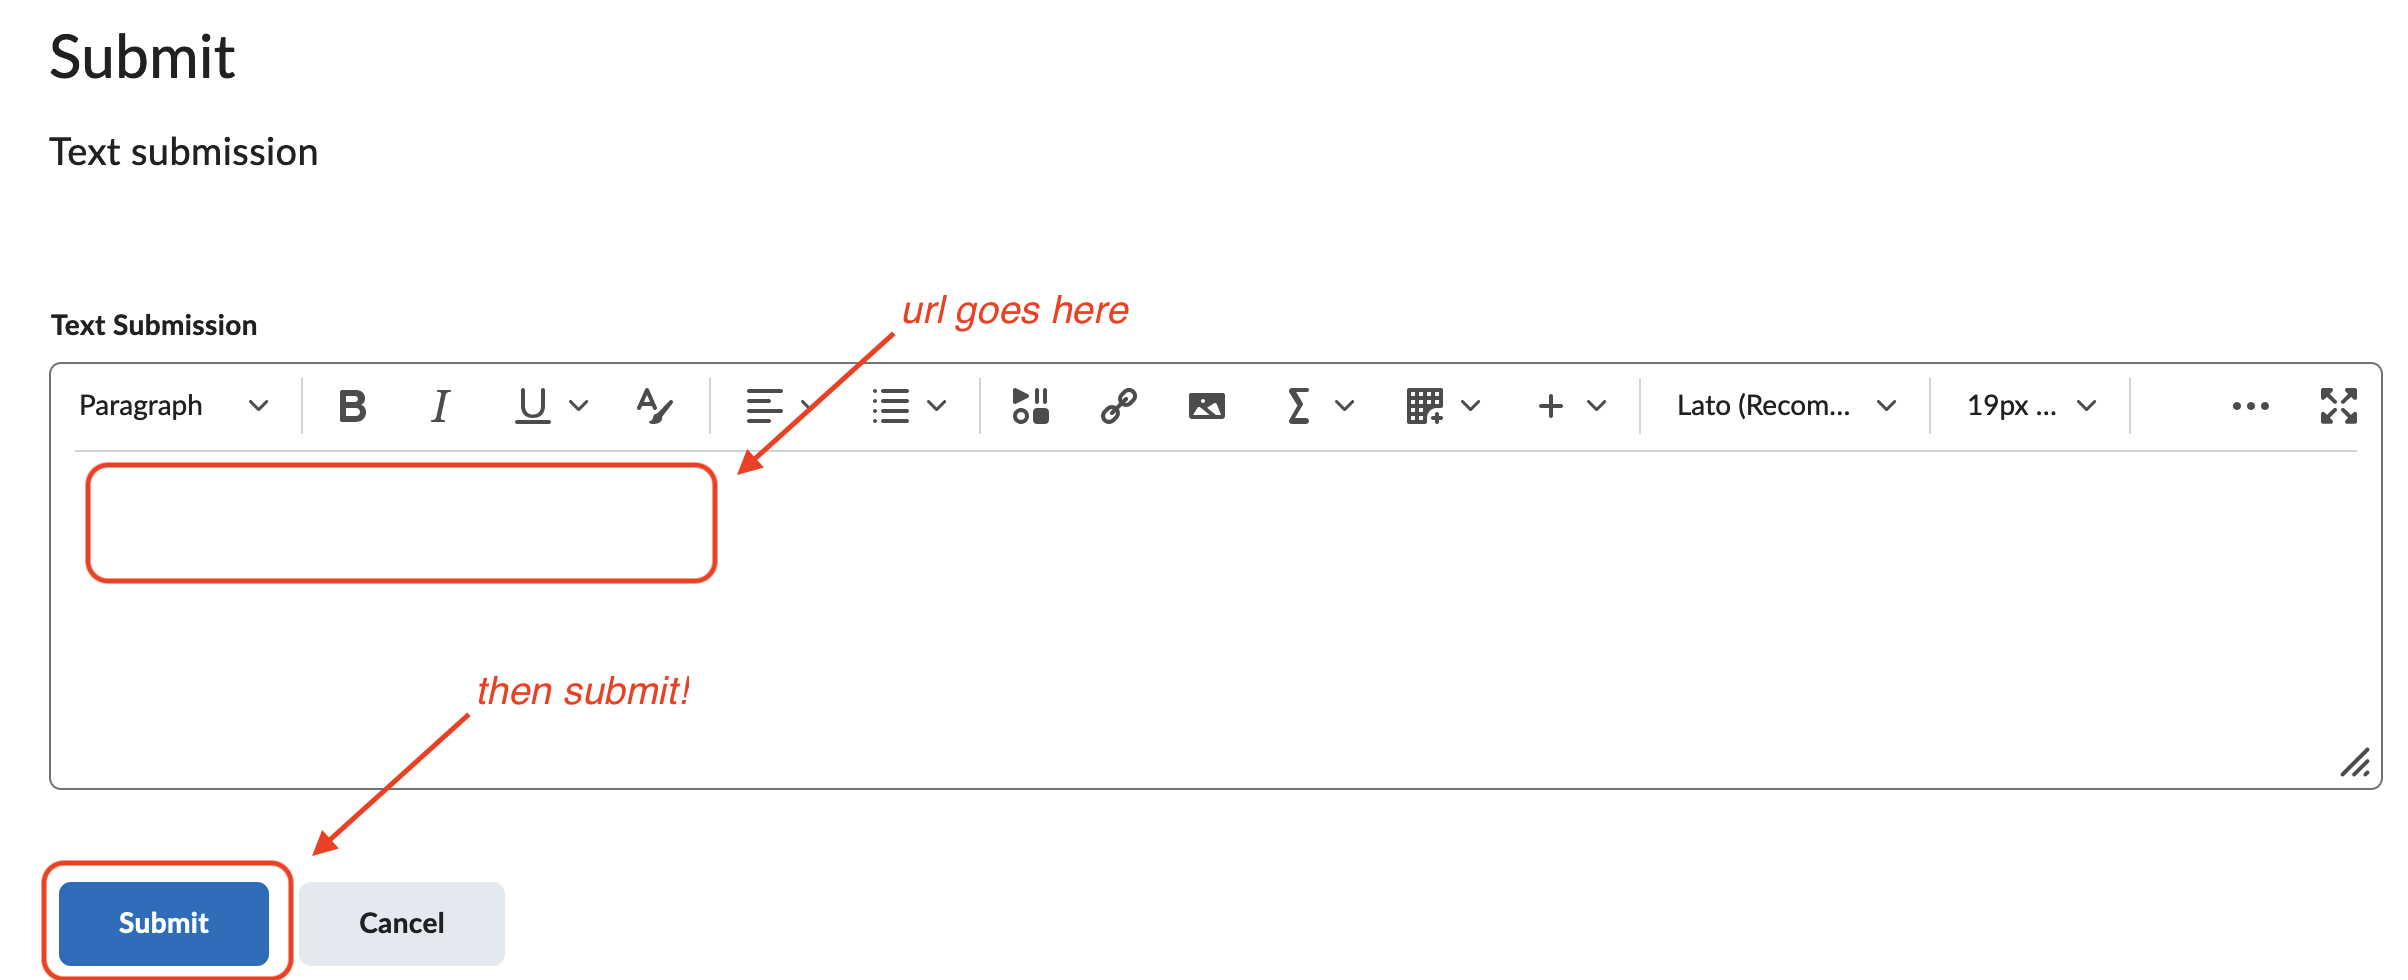 Submit
Text submission
url goes here
Text Submission
Paragraph B I U A Σ + Lato (Recom... 19px ...
then submit!
Submit Cancel